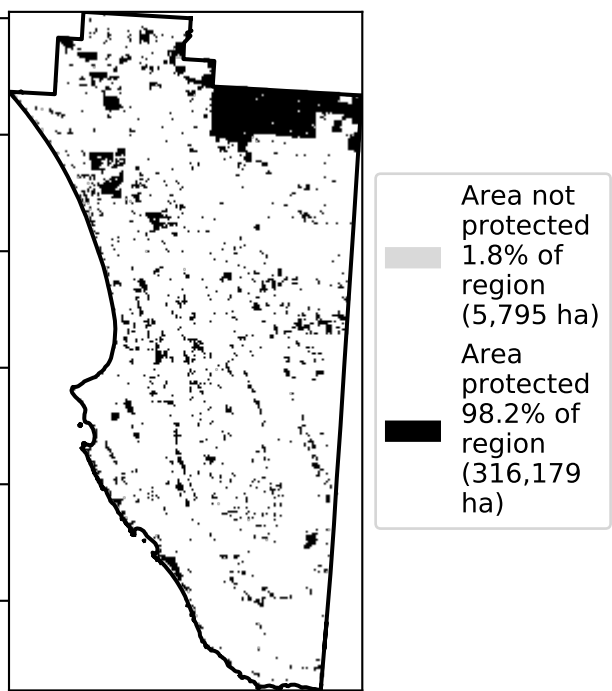 Area not
protected
1.8% of
region
(5,795 ha)
Area
protected
98.2% of
region
(316,179
ha)